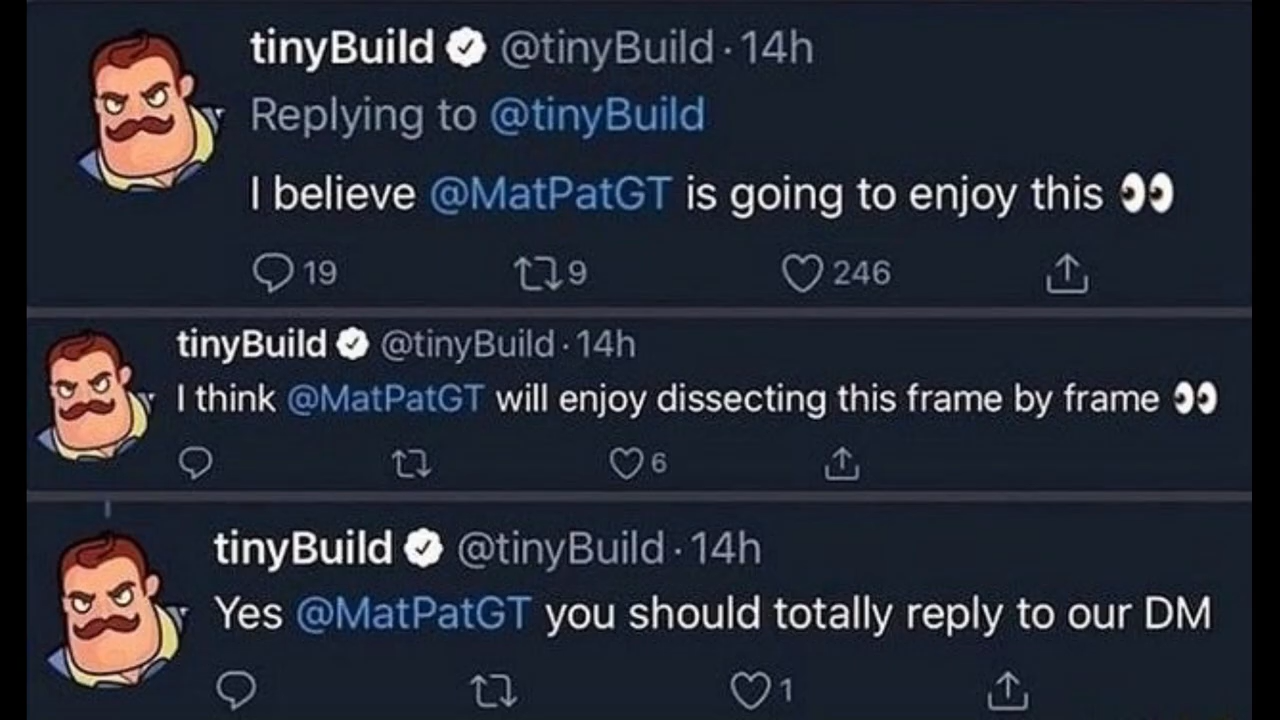 tinyBuild @tinyBuild · 14h
Replying to @tinyBuild
I believe @MatPatGT is going to enjoy this 👀
19 9 246
tinyBuild @tinyBuild · 14h
I think @MatPatGT will enjoy dissecting this frame by frame 👀
6
tinyBuild @tinyBuild · 14h
Yes @MatPatGT you should totally reply to our DM
1